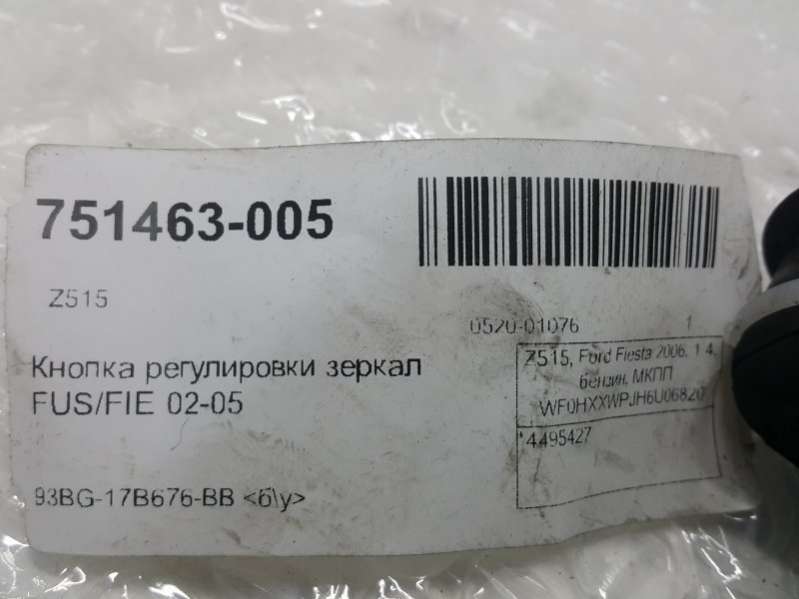 751463-005
Z515
0520-01076 1
Кнопка регулировки зеркал
FUS/FIE 02-05
Z515, Ford Fiesta 2006, 1.4,
бензин, МКПП
WF0HXXWPJH6U06820
*4495427
93BG-17B676-BB <б\у>